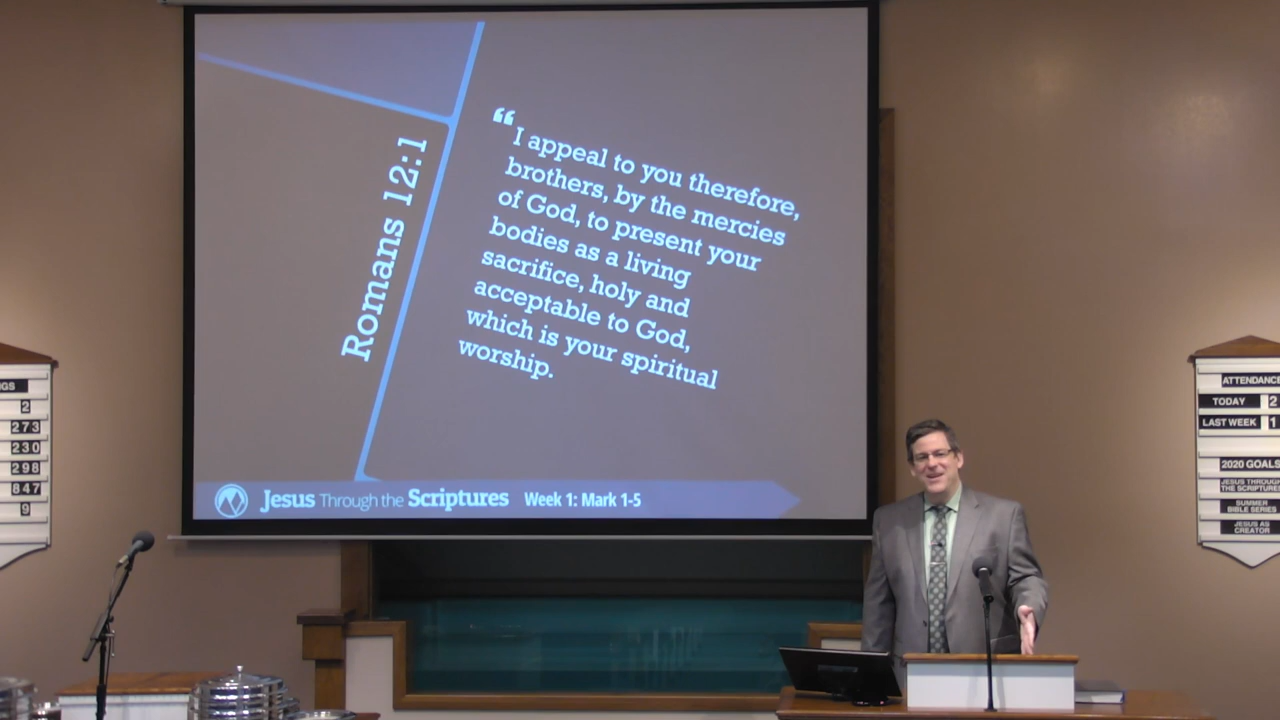 Romans 12:1
“
I appeal to you therefore,
brothers, by the mercies
of God, to present your
bodies as a living
sacrifice, holy and
acceptable to God,
which is your spiritual
worship.
Jesus Through the Scriptures Week 1: Mark 1-5
GS
2
273
230
298
847
9
ATTENDANCE
TODAY 2
LAST WEEK 1
2020 GOALS
JESUS THROUGH
THE SCRIPTURES
SUMMER
BIBLE SERIES
JESUS AS
CREATOR